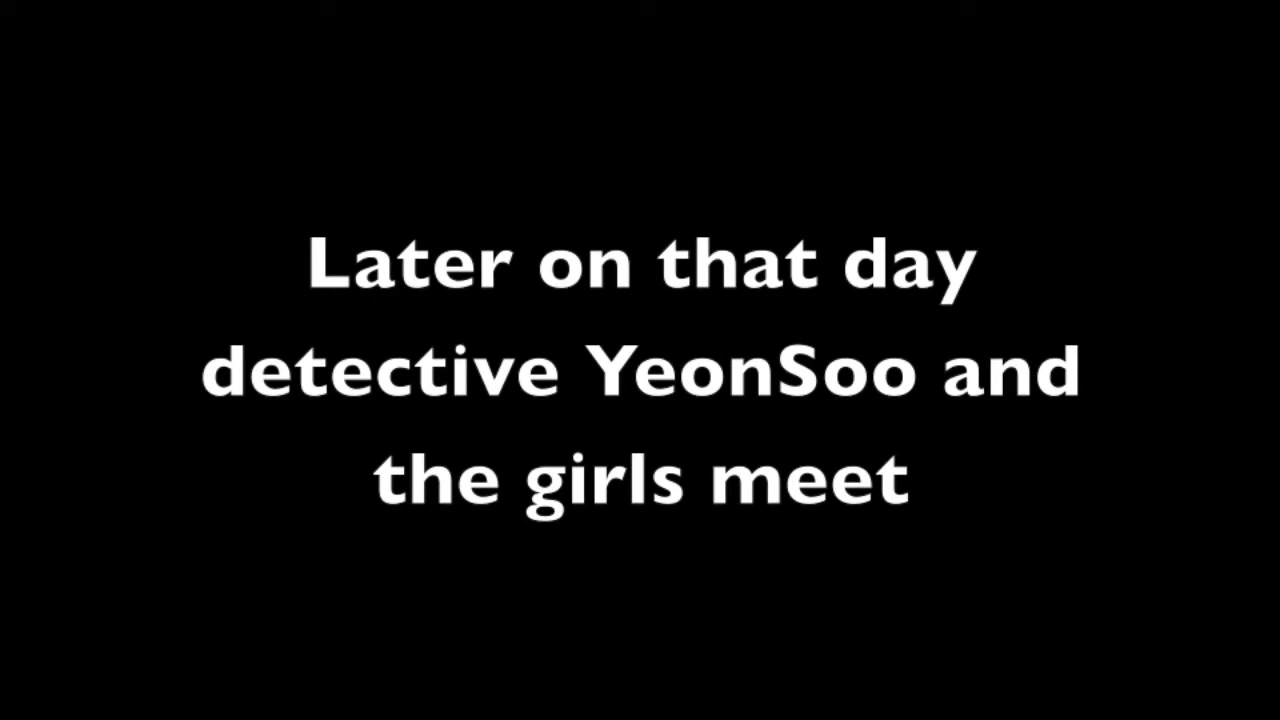 Later on that day
detective YeonSoo and
the girls meet